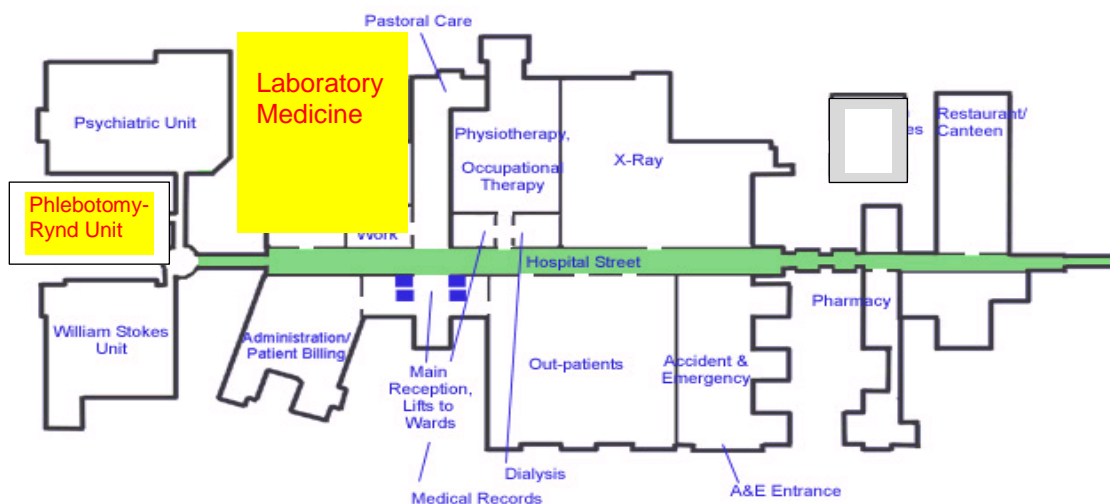 Pastoral Care
Laboratory
Medicine
Psychiatric Unit
Physiotherapy,
Occupational
Therapy
X-Ray
Restaurant/
Canteen
Phlebotomy-
Rynd Unit
Work
Hospital Street
William Stokes
Unit
Administration/
Patient Billing
Main
Reception,
Lifts to
Wards
Out-patients
Accident &
Emergency
Pharmacy
Dialysis
Medical Records
A&E Entrance